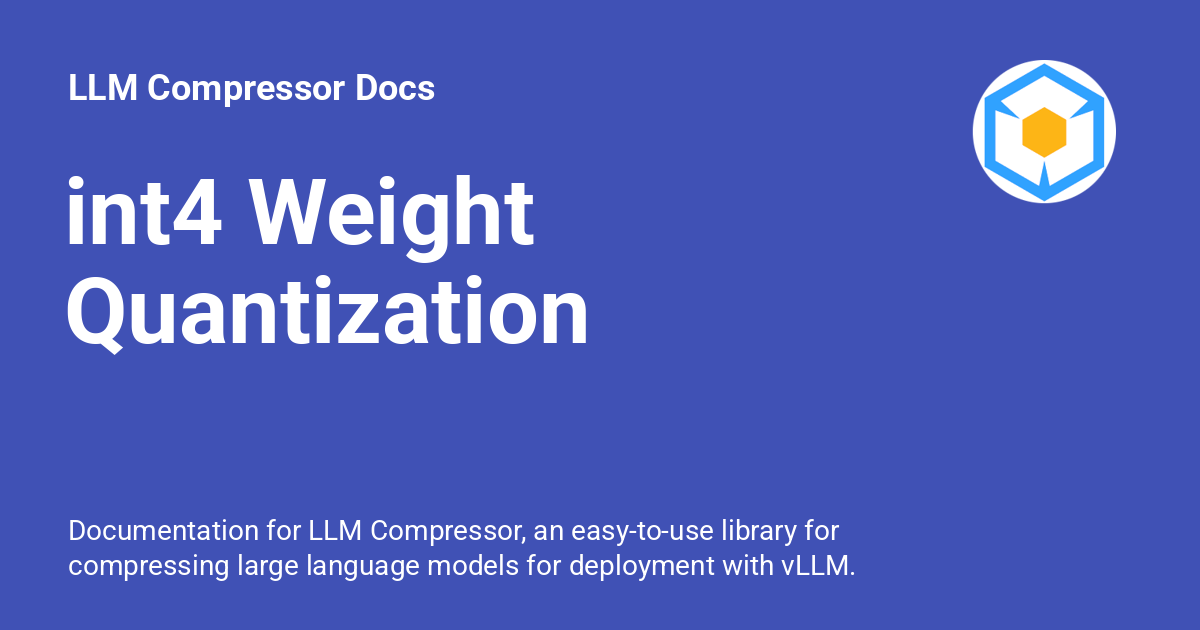 LLM Compressor Docs
int4 Weight
Quantization
Documentation for LLM Compressor, an easy-to-use library for
compressing large language models for deployment with vLLM.